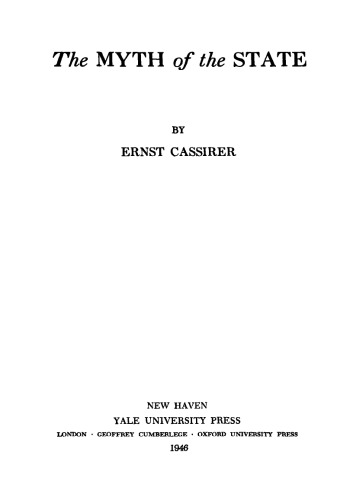 The MYTH of the STATE
BY
ERNST CASSIRER
NEW HAVEN
YALE UNIVERSITY PRESS
LONDON · GEOFFREY CUMBERLEGE · OXFORD UNIVERSITY PRESS
1946